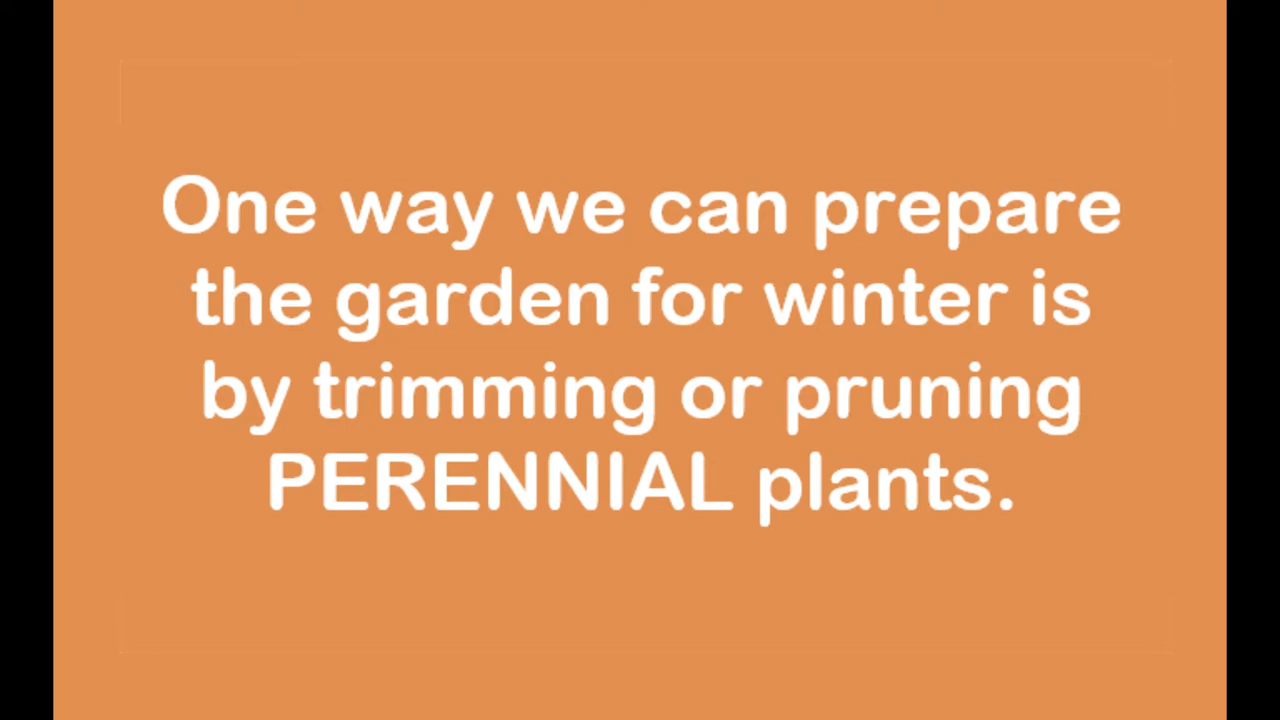 One way we can prepare
the garden for winter is
by trimming or pruning
PERENNIAL plants.